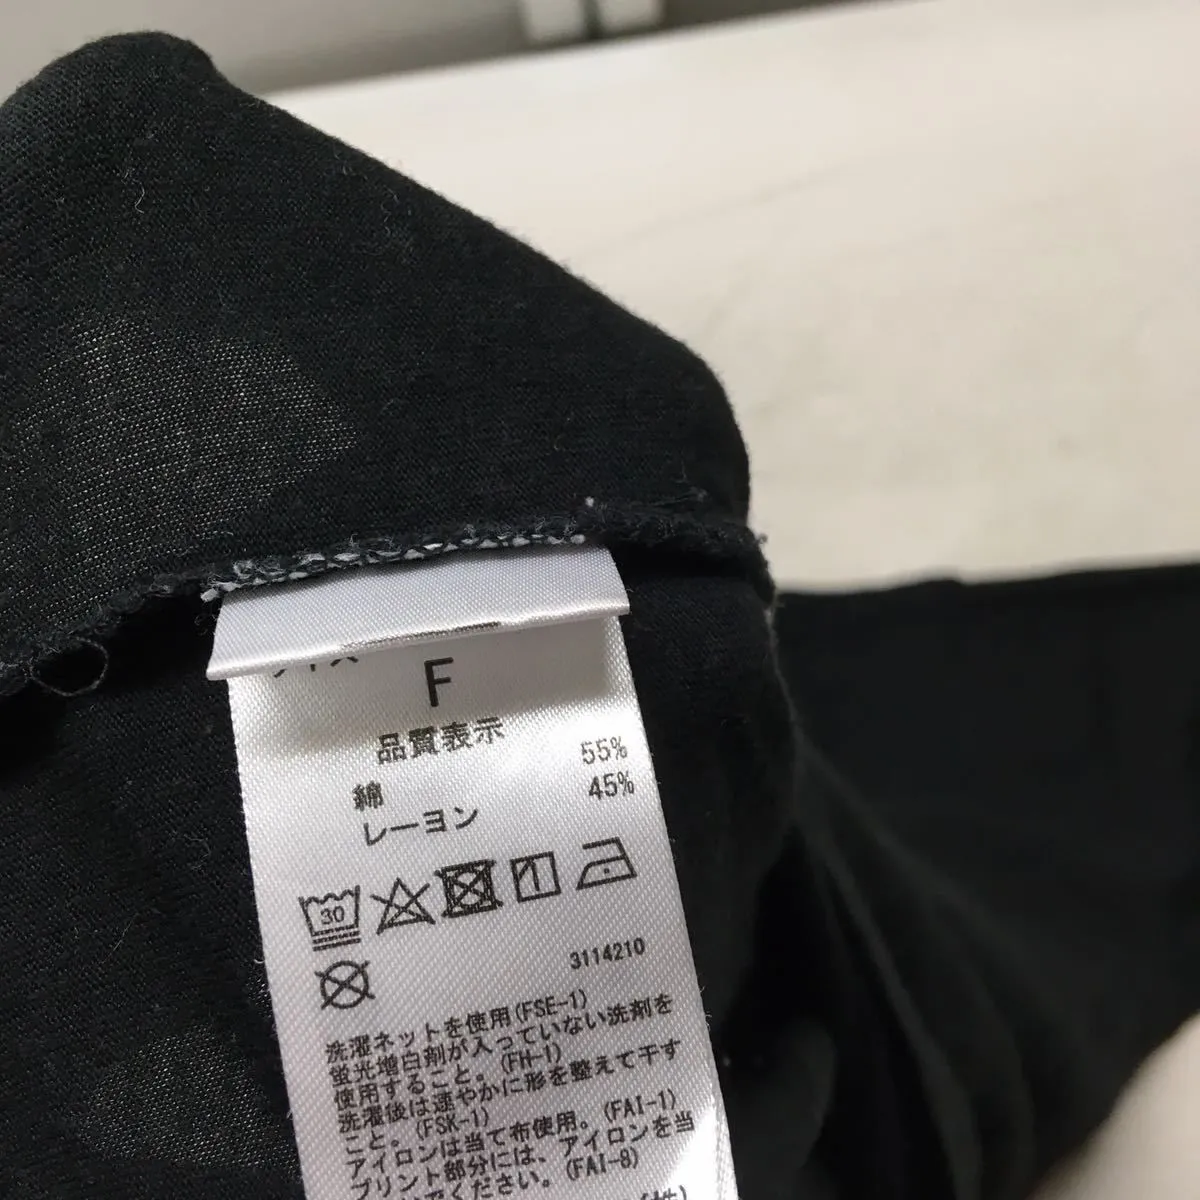 サイズ
F
品質表示
綿 55%
レーヨン 45%
30
3114210
洗濯ネットを使用(FSE-1)
蛍光増白剤が入っていない洗剤を
使用すること。(FH-1)
洗濯後は速やかに形を整えて干す
こと。(FSK-1)
アイロンは当て布使用。(FAI-1)
プリント部分には、アイロンを当
でください。(FAI-8)